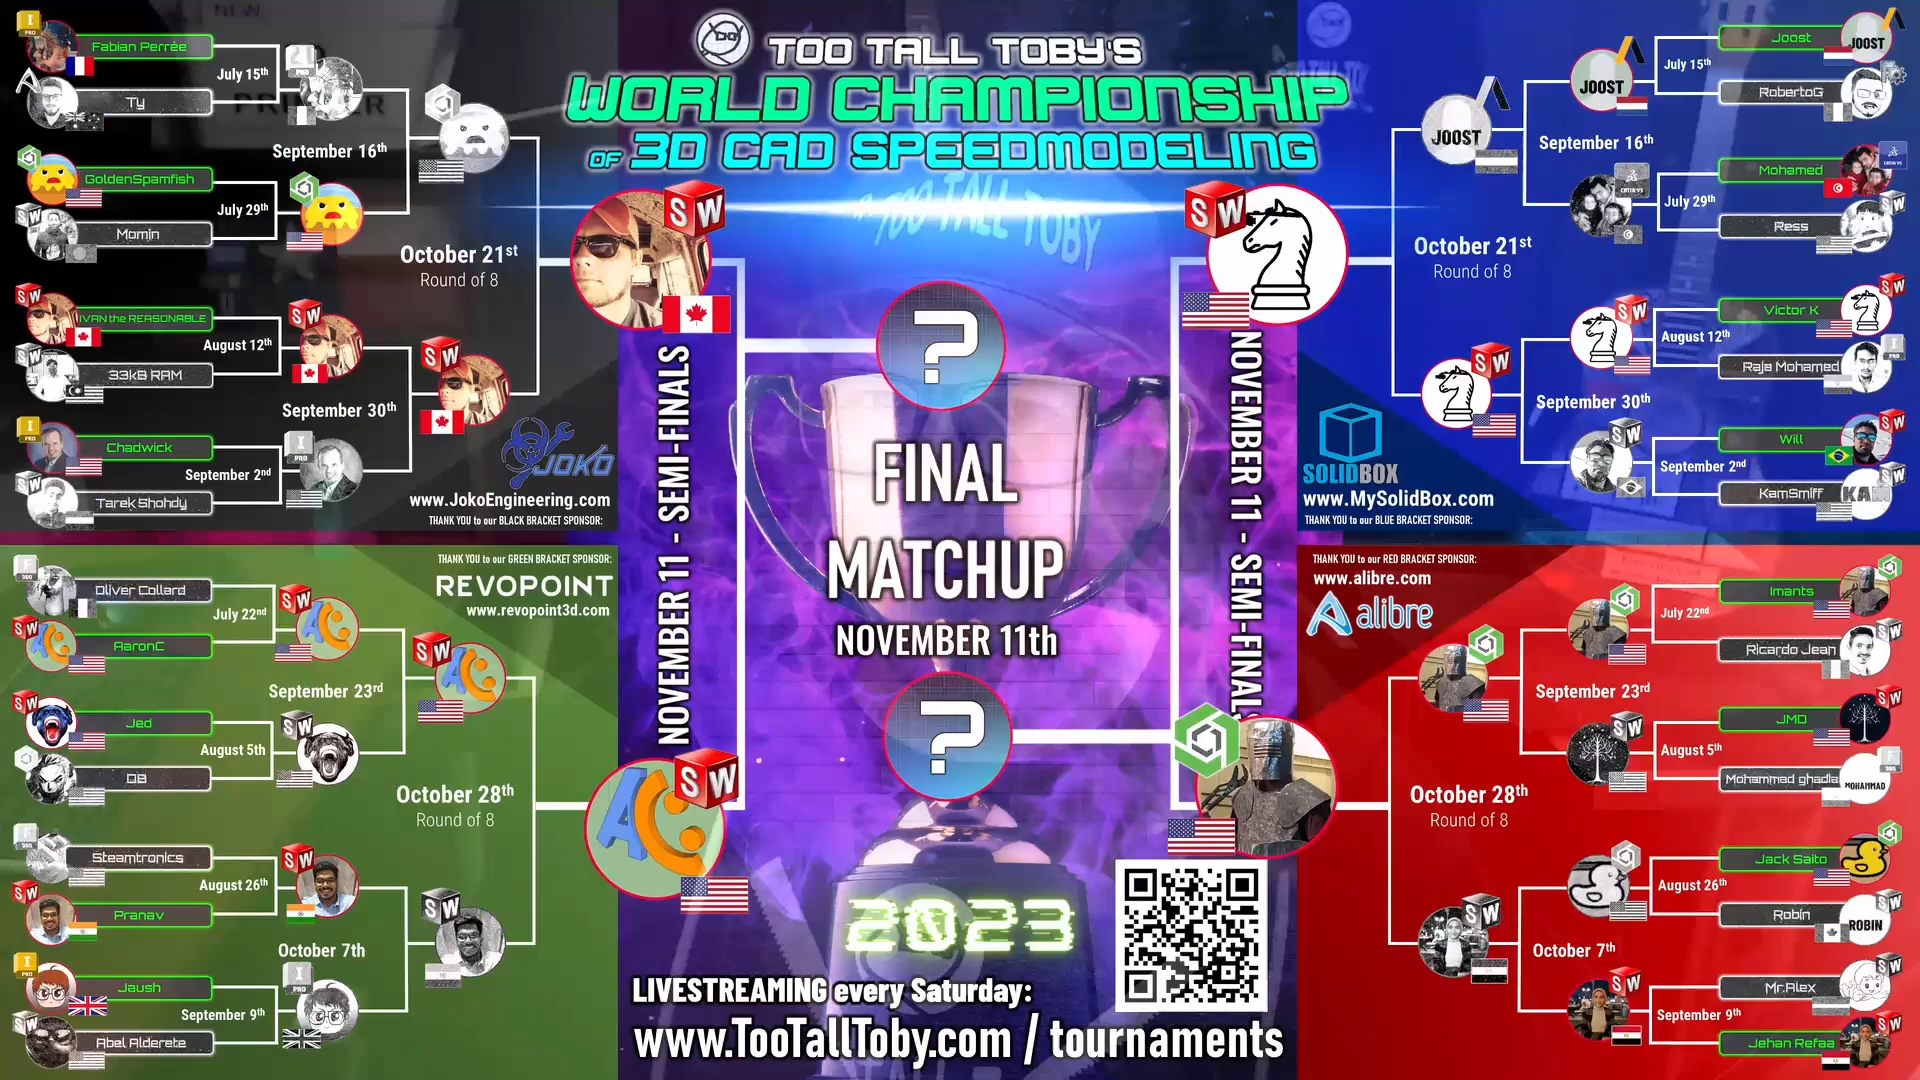 TOO TALL TOBY'S
WORLD CHAMPIONSHIP
OF 3D CAD SPEEDMODELING
Fabian Perrée
July 15th
Ty
September 16th
GoldenSpamfish
July 29th
Momin
October 21st
Round of 8
IVAN the REASONABLE
August 12th
33kB RAM
September 30th
Chadwick
September 2nd
Tarek Shohdy
JOKO
www.JokoEngineering.com
THANK YOU to our BLACK BRACKET SPONSOR:
THANK YOU to our GREEN BRACKET SPONSOR:
REVOPOINT
www.revopoint3d.com
Oliver Collard
July 22nd
AaronC
September 23rd
Jed
August 5th
DB
October 28th
Round of 8
Steamtronics
August 26th
Pranav
October 7th
Jaush
September 9th
Abel Alderete
NOVEMBER 11 - SEMI-FINALS
?
FINAL
MATCHUP
NOVEMBER 11th
?
NOVEMBER 11 - SEMI-FINALS
2023
LIVESTREAMING every Saturday:
www.TooTallToby.com / tournaments
Joost
JOOST
July 15th
RobertoG
September 16th
Mohamed
July 29th
Ress
October 21st
Round of 8
Victor K
August 12th
Raja Mohamed
September 30th
Will
September 2nd
KamSmiff
SOLIDBOX
www.MySolidBox.com
THANK YOU to our BLUE BRACKET SPONSOR:
THANK YOU to our RED BRACKET SPONSOR:
www.alibre.com
alibre
Imants
July 22nd
Ricardo Jean
September 23rd
JMD
August 5th
Mohammad ghadla
MOHAMMAD
October 28th
Round of 8
Jack Saito
August 26th
Robin
ROBIN
October 7th
Mr.Alex
September 9th
Jehan Refaa